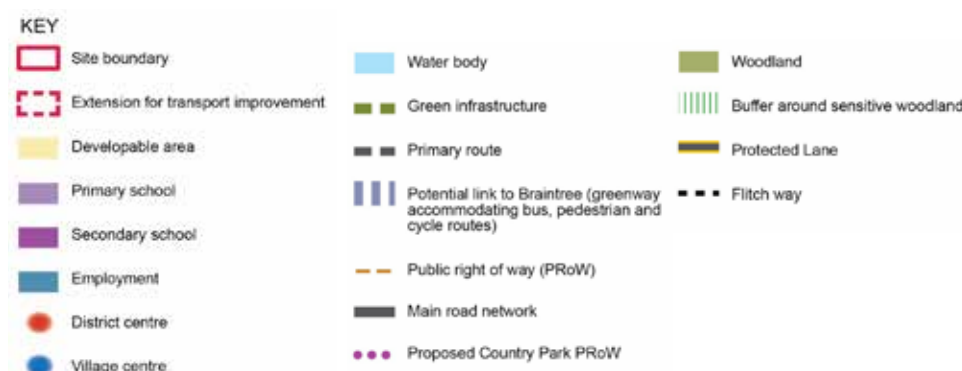 KEY
Site boundary
Extension for transport improvement
Developable area
Primary school
Secondary school
Employment
District centre
Village centre
Water body
Green infrastructure
Primary route
Potential link to Braintree (greenway
accommodating bus, pedestrian and
cycle routes)
Public right of way (PRoW)
Main road network
Proposed Country Park PRoW
Woodland
Buffer around sensitive woodland
Protected Lane
Flitch way